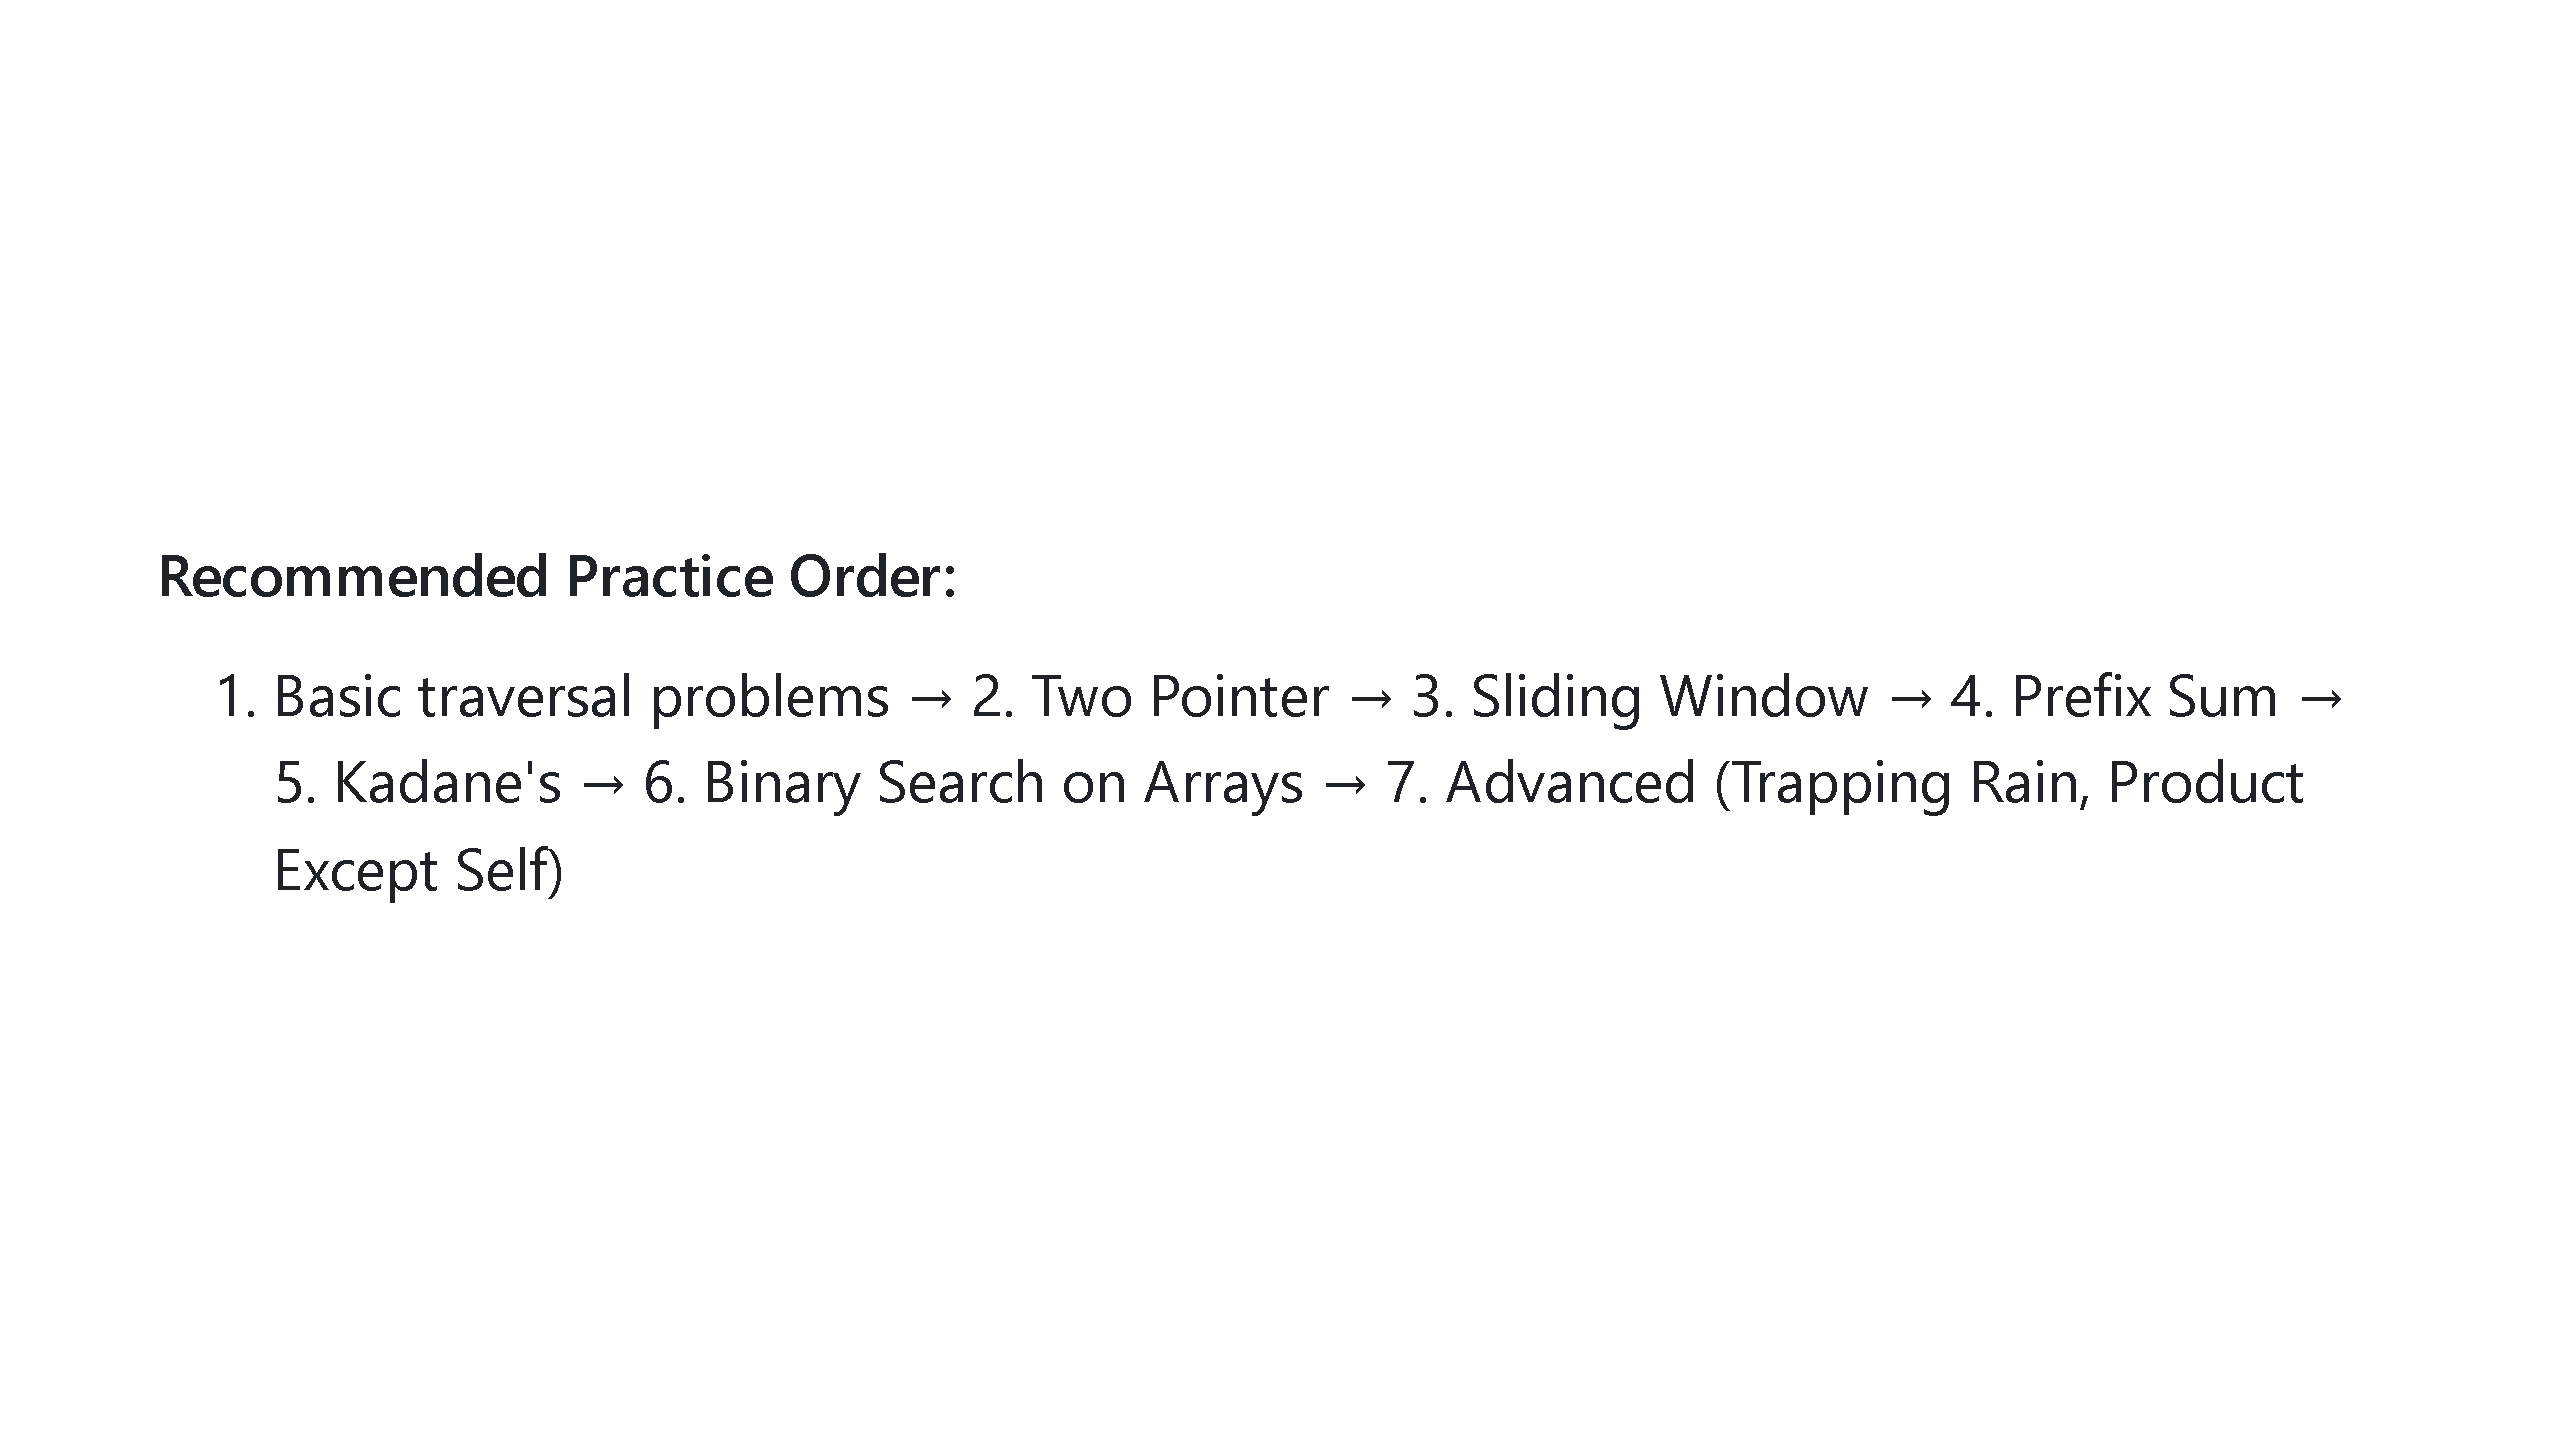 Recommended Practice Order:
1. Basic traversal problems → 2. Two Pointer → 3. Sliding Window → 4. Prefix Sum →
5. Kadane's → 6. Binary Search on Arrays → 7. Advanced (Trapping Rain, Product
Except Self)